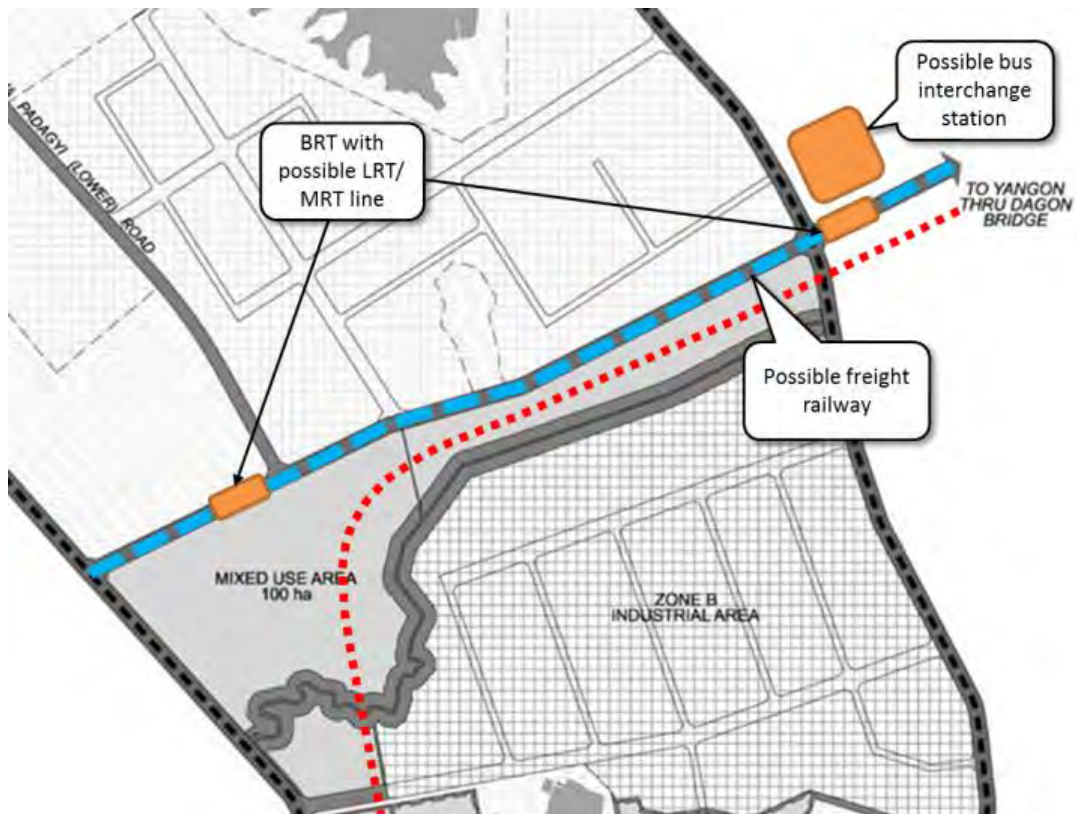 Possible bus
interchange
station
BRT with
possible LRT/
MRT line
PADAGYI (LOWER) ROAD
TO YANGON
THRU DAGON
BRIDGE
Possible freight
railway
MIXED USE AREA
100 ha
ZONE B
INDUSTRIAL AREA